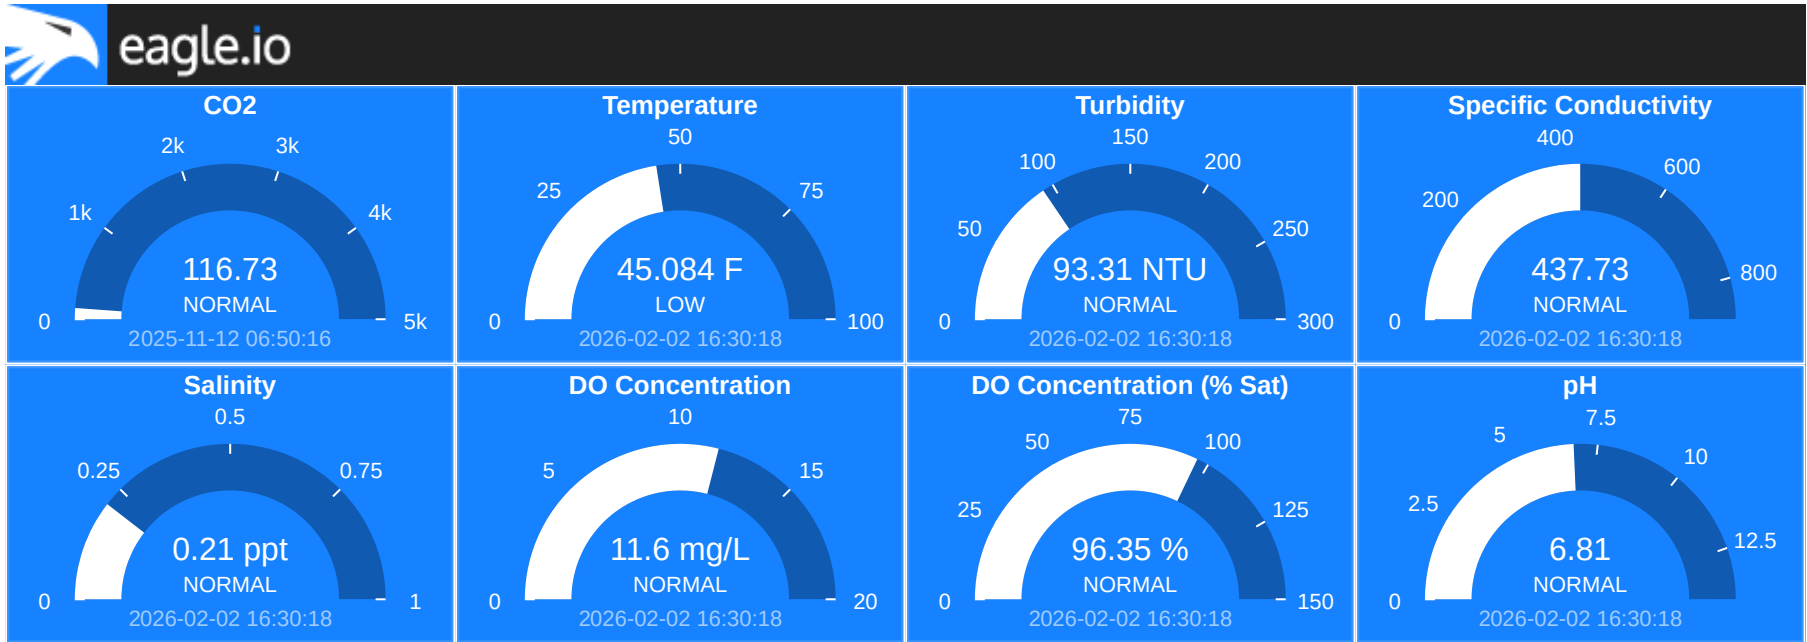 eagle.io
CO2
0
1k
2k
3k
4k
5k
116.73
NORMAL
2025-11-12 06:50:16
Temperature
0
25
50
75
100
45.084 F
LOW
2026-02-02 16:30:18
Turbidity
0
50
100
150
200
250
300
93.31 NTU
NORMAL
2026-02-02 16:30:18
Specific Conductivity
0
200
400
600
800
437.73
NORMAL
2026-02-02 16:30:18
Salinity
0
0.25
0.5
0.75
1
0.21 ppt
NORMAL
2026-02-02 16:30:18
DO Concentration
0
5
10
15
20
11.6 mg/L
NORMAL
2026-02-02 16:30:18
DO Concentration (% Sat)
0
25
50
75
100
125
150
96.35 %
NORMAL
2026-02-02 16:30:18
pH
0
2.5
5
7.5
10
12.5
6.81
NORMAL
2026-02-02 16:30:18